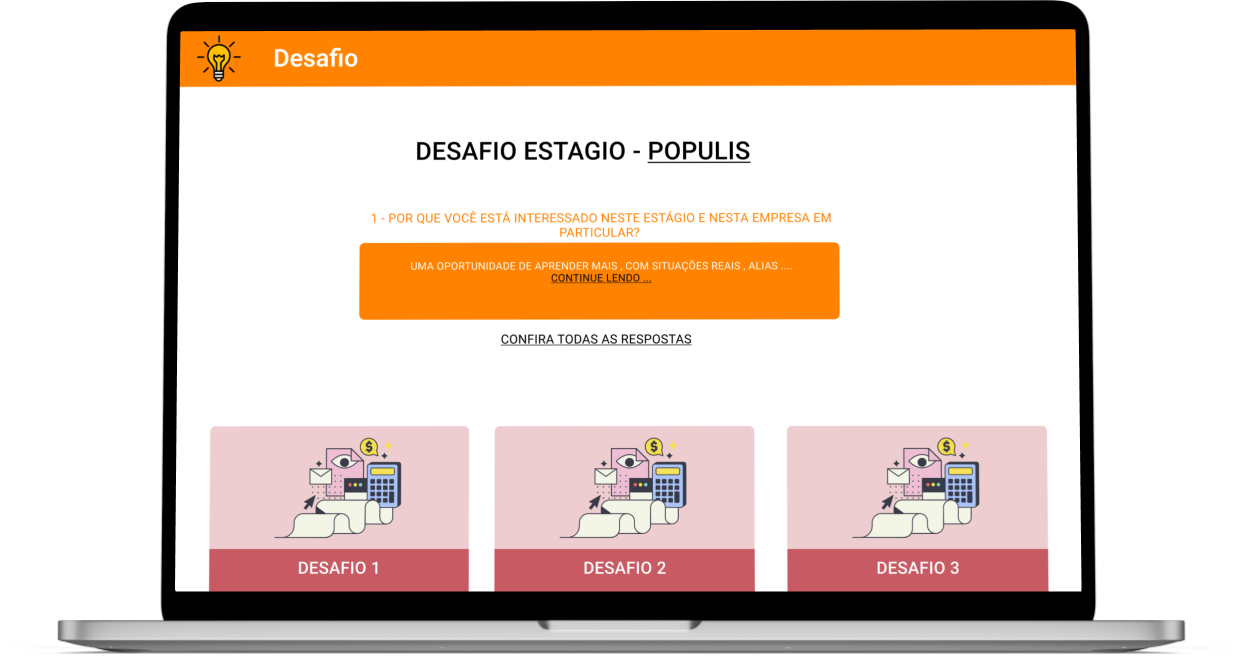 Desafio
DESAFIO ESTAGIO - POPULIS
1 - POR QUE VOCÊ ESTÁ INTERESSADO NESTE ESTÁGIO E NESTA EMPRESA EM
PARTICULAR?
UMA OPORTUNIDADE DE APRENDER MAIS , COM SITUAÇÕES REAIS , ALIAS ....
CONTINUE LENDO ...
CONFIRA TODAS AS RESPOSTAS
$
$
$
DESAFIO 1
DESAFIO 2
DESAFIO 3